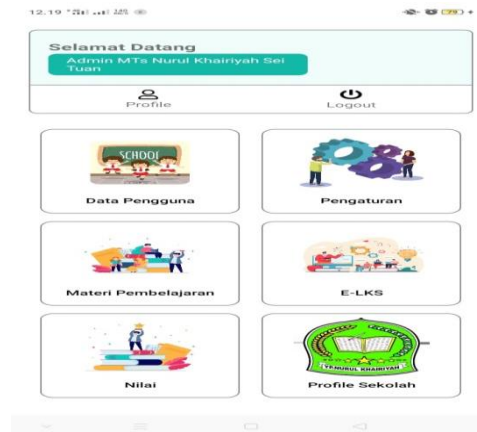 12.19
79
Selamat Datang
Admin MTs Nurul Khairiyah Sei
Tuan
Profile
Logout
SCHOOL
Data Pengguna
Pengaturan
Materi Pembelajaran
E-LKS
Nilai
Profile Sekolah